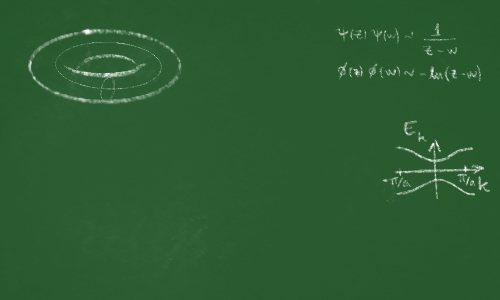 ψ(z) ψ(w) ~ 1/(z-w)
ø(z) ø(w) ~ -ln(z-w)
E_k
-π/a π/a k